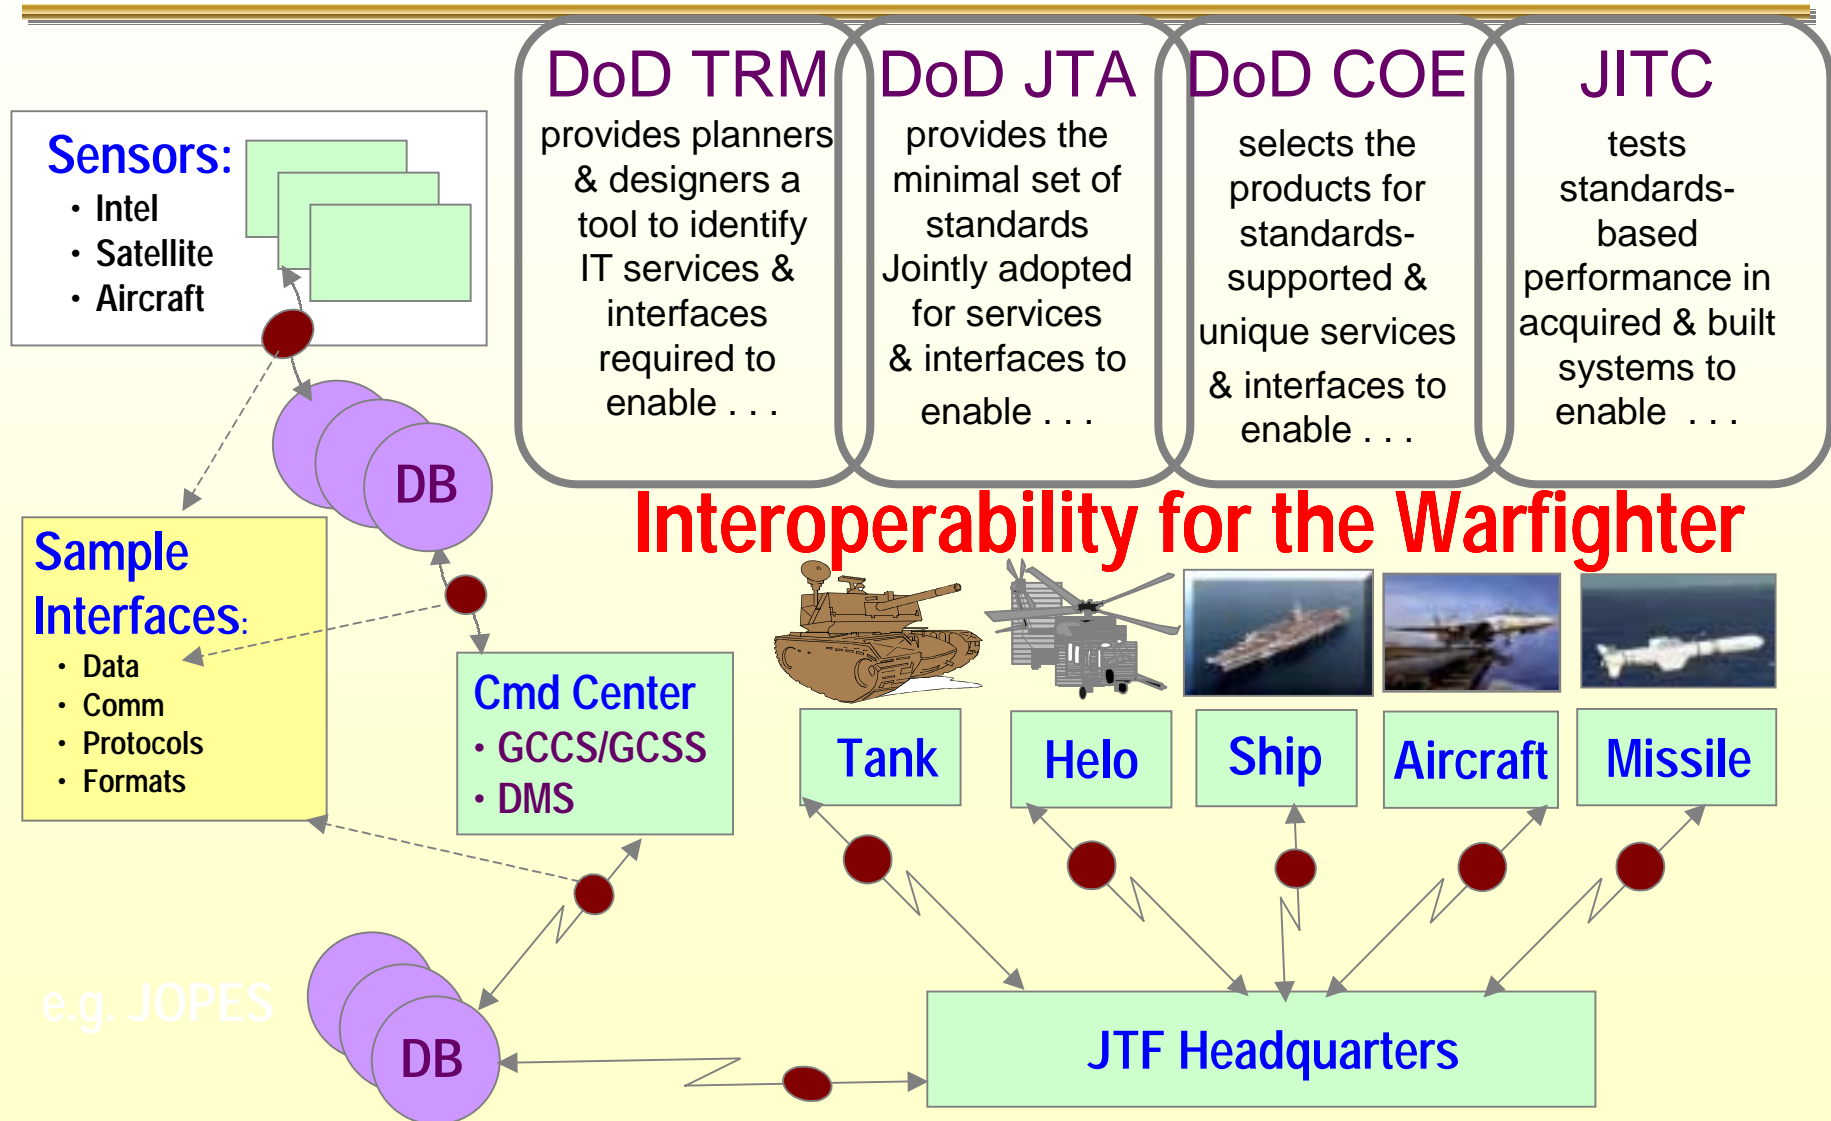 DoD TRM
provides planners
& designers a
tool to identify
IT services &
interfaces
required to
enable . . .
DoD JTA
provides the
minimal set of
standards
Jointly adopted
for services
& interfaces to
enable . . .
DoD COE
selects the
products for
standards-
supported &
unique services
& interfaces to
enable . . .
JITC
tests
standards-
based
performance in
acquired & built
systems to
enable . . .
Sensors:
• Intel
• Satellite
• Aircraft
DB
Interoperability for the Warfighter
Sample
Interfaces:
• Data
• Comm
• Protocols
• Formats
Cmd Center
• GCCS/GCSS
• DMS
Tank
Helo
Ship
Aircraft
Missile
e.g. JOPES
DB
JTF Headquarters